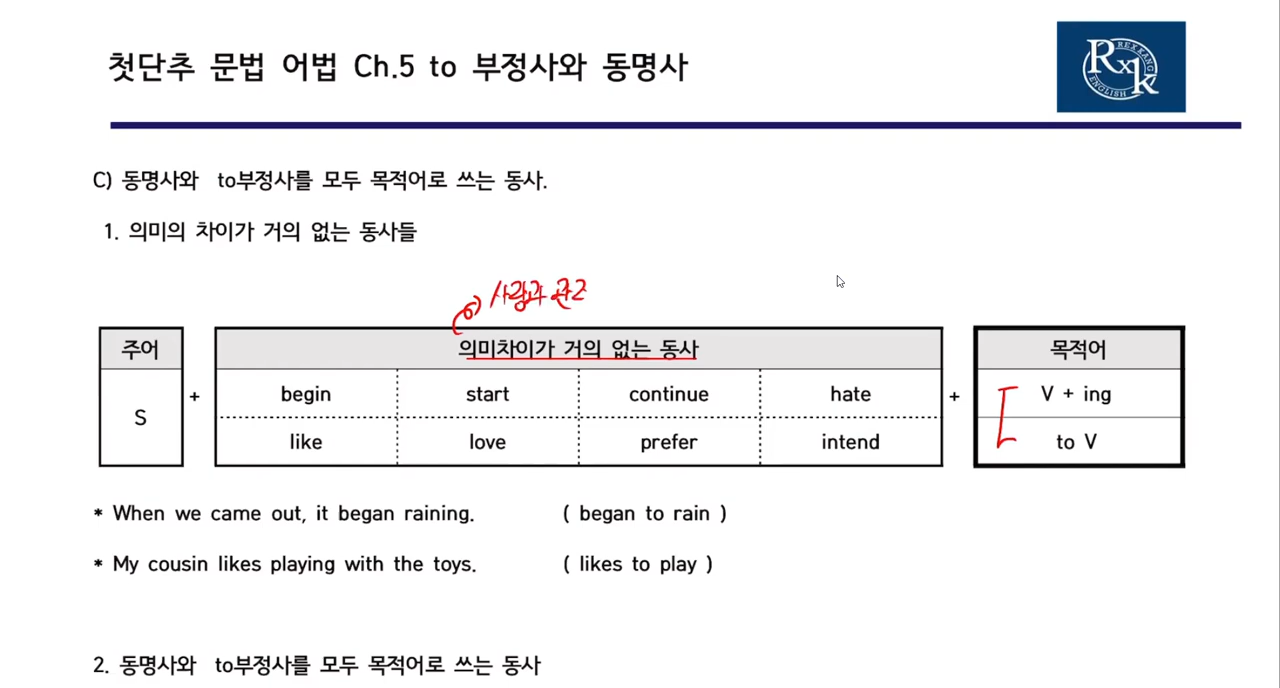 첫단추 문법 어법 Ch.5 to 부정사와 동명사
RxK
REX KANG
ENGLISH
C) 동명사와 to부정사를 모두 목적어로 쓰는 동사.
1. 의미의 차이가 거의 없는 동사들
주어
의미차이가 거의 없는 동사
목적어
S
+
begin
start
continue
hate
+
V + ing
like
love
prefer
intend
to V
* When we came out, it began raining. ( began to rain )
* My cousin likes playing with the toys. ( likes to play )
2. 동명사와 to부정사를 모두 목적어로 쓰는 동사